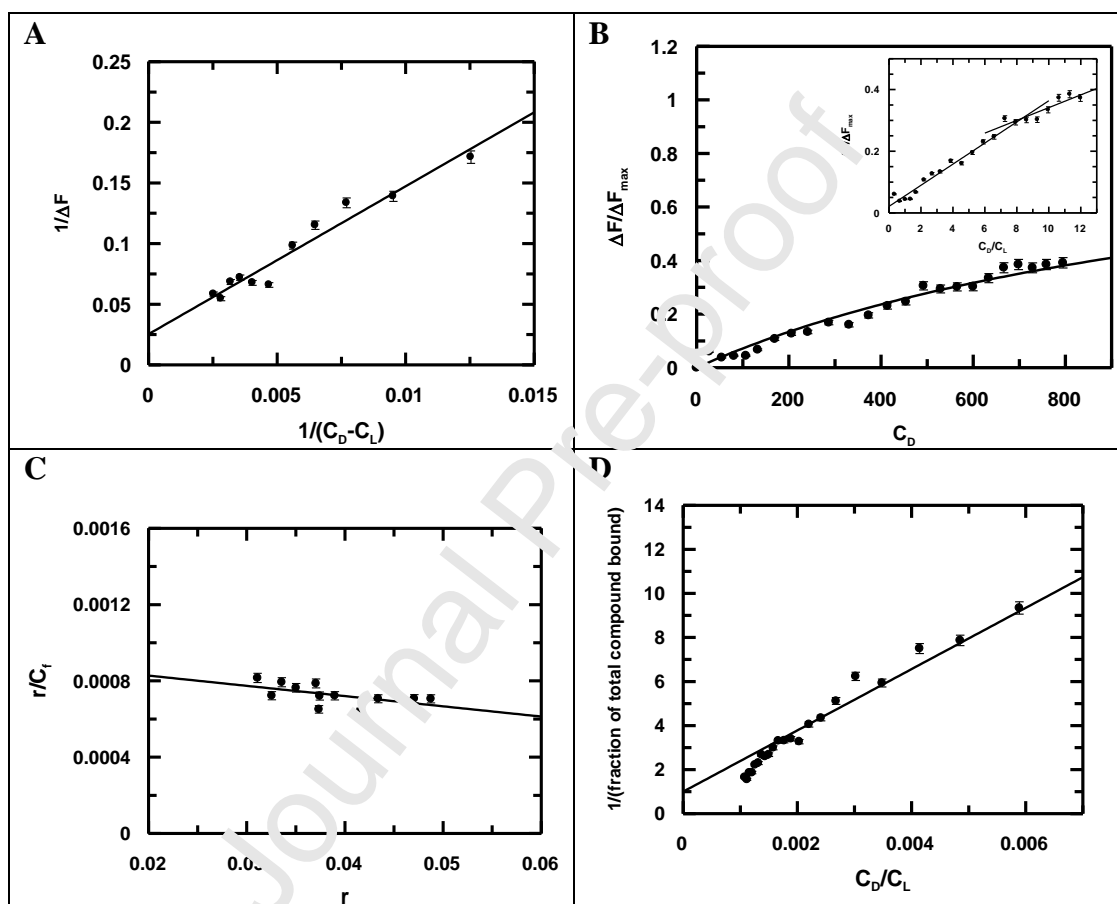 A
1/ΔF
0.25
0.2
0.15
0.1
0.05
0
0 0.005 0.01 0.015
1/(C_D-C_L)
B
ΔF/ΔF_max
1.2
1
0.8
0.6
0.4
0.2
0
0 200 400 600 800
C_D
/ΔF_max
0.4
0.2
0
0 2 4 6 8 10 12
C_D/C_L
C
r/C_f
0.0016
0.0012
0.0008
0.0004
0
0.02 0.03 0.04 0.05 0.06
r
D
1/(fraction of total compound bound)
14
12
10
8
6
4
2
0
0 0.002 0.004 0.006
C_D/C_L
Journal Pre-proof